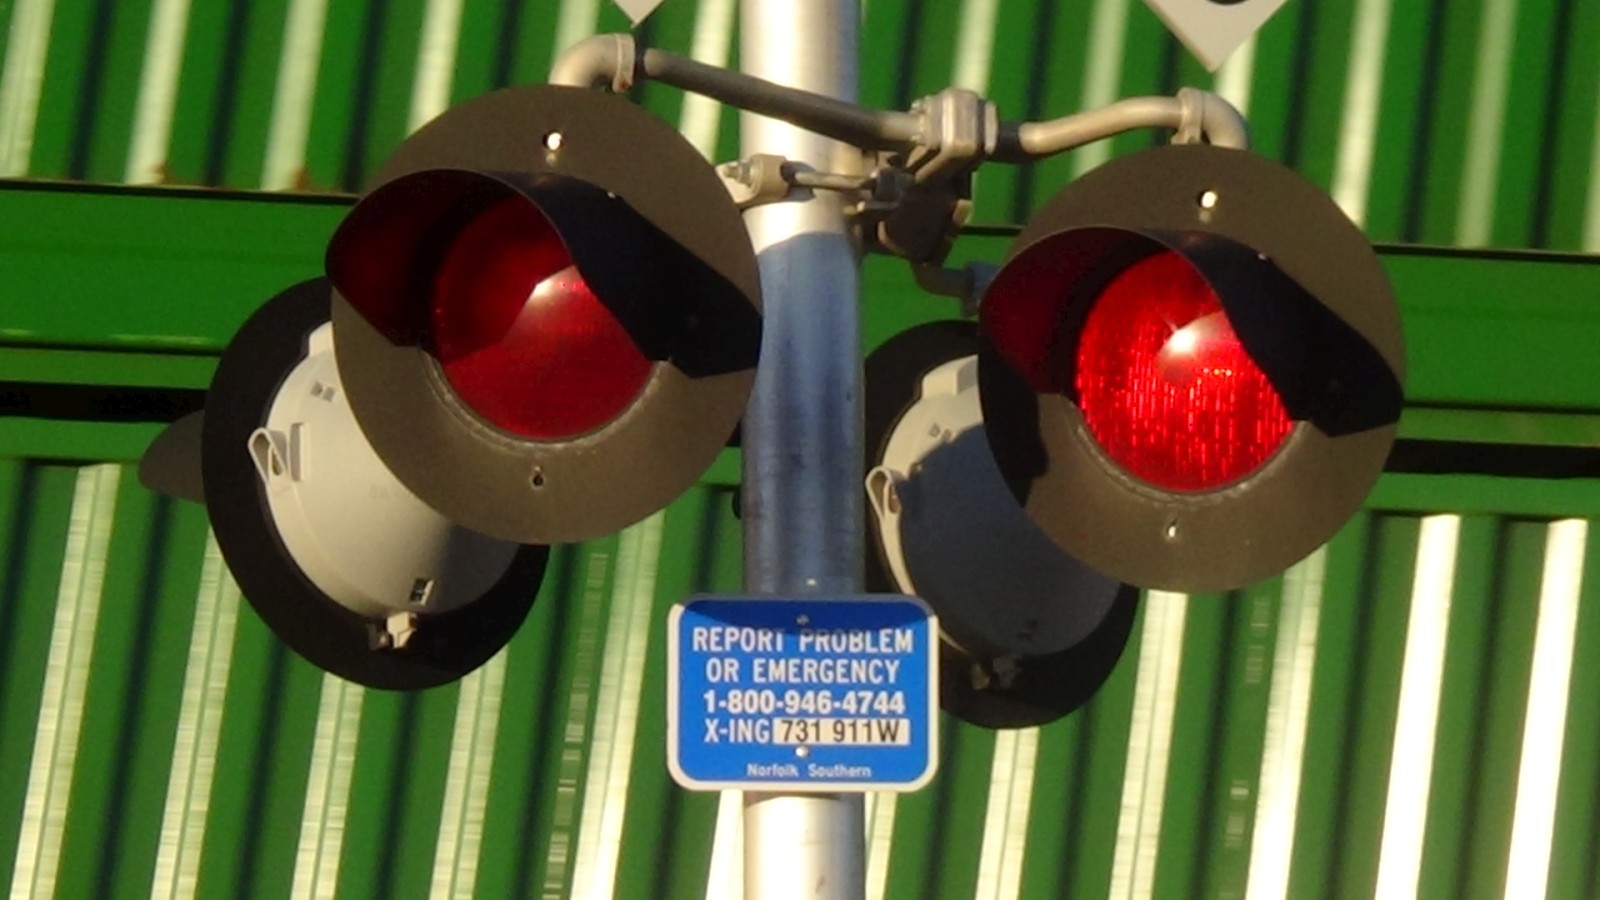 REPORT PROBLEM
OR EMERGENCY
1-800-946-4744
X-ING 731 911W
Norfolk Southern